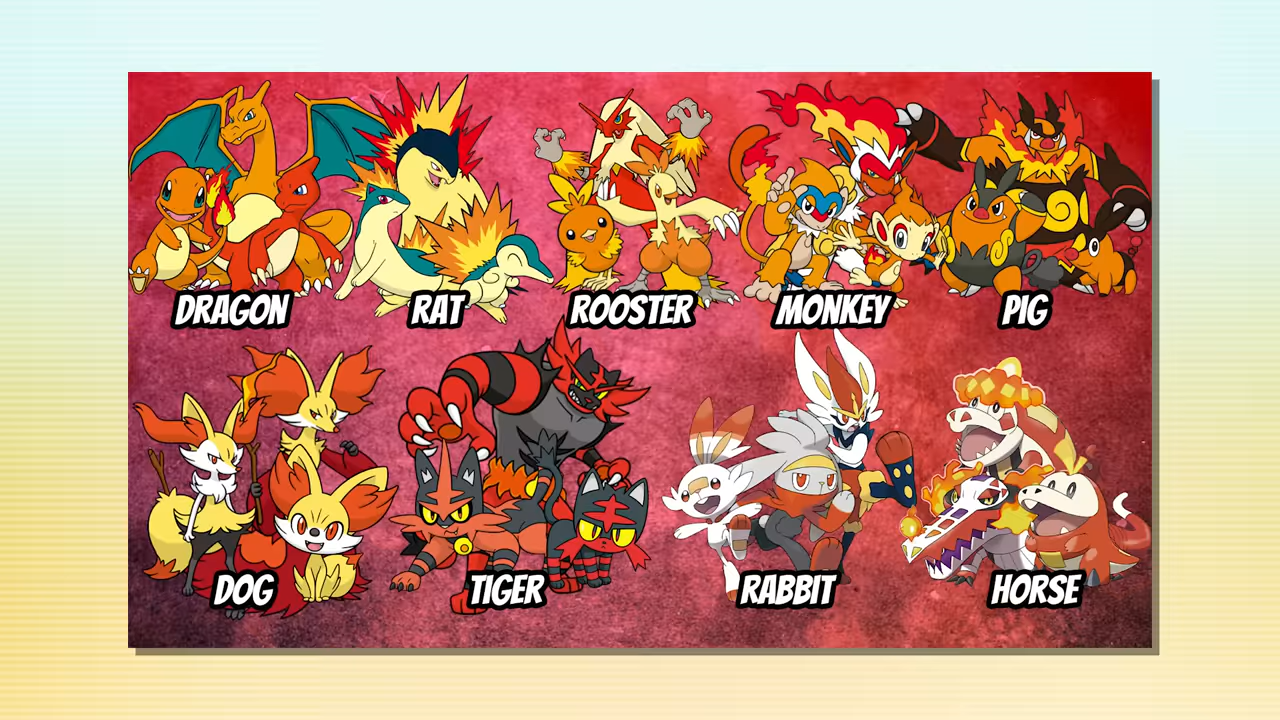 DRAGON
RAT
ROOSTER
MONKEY
PIG
DOG
TIGER
RABBIT
HORSE